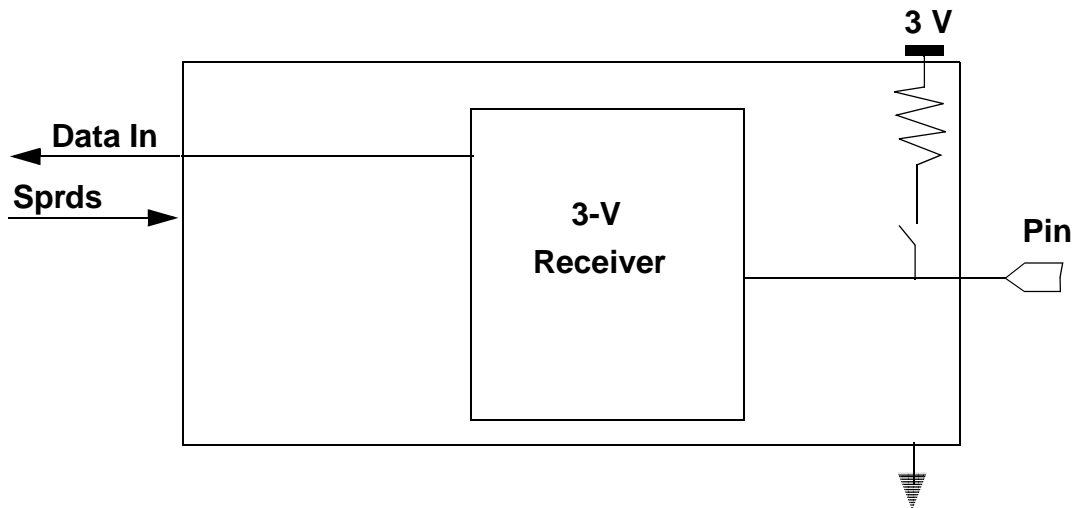 3 V
Data In
Sprds
3-V
Receiver
Pin